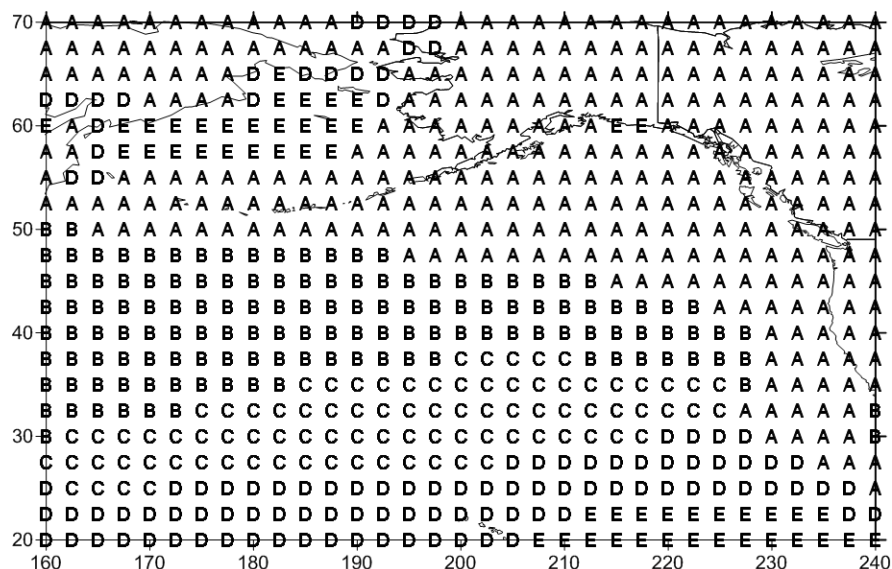 70 A A A A A A A A A A A A D D D D A A A A A A A A A A A A A A A A A
A A A A A A A A A A A A A A D D A A A A A A A A A A A A A A A A A
A A A A A A A A D E D D D D A A A A A A A A A A A A A A A A A A A
D D D D A A A A D E E E E D A A A A A A A A A A A A A A A A A A A
60 E A D E E E E E E E E E E A A A A A A A A A E E A A A A A A A A A
A A D E E E E E E E E E A A A A A A A A A A A A A A A A A A A A A
A D D A A A A A A A A A A A A A A A A A A A A A A A A A A A A A A
A A A A A A A A A A A A A A A A A A A A A A A A A A A A A A A A A
50 B B A A A A A A A A A A A A A A A A A A A A A A A A A A A A A A A
B B B B B B B B B B B B B B A A A A A A A A A A A A A A A A A A A
B B B B B B B B B B B B B B B B B B B B B B A A A A A A A A A A A
B B B B B B B B B B B B B B B B B B B B B B B B B B A A A A A A A
40 B B B B B B B B B B B B B B B B B B B B B B B B B B B B A A A A A
B B B B B B B B B B B B B B B B C C C C C B B B B B B B A A A A A
B B B B B B B B B B C C C C C C C C C C C C C C C C C B A A A A A
B B B B B B C C C C C C C C C C C C C C C C C C C C C A A A A A B
30 B C C C C C C C C C C C C C C C C C C C C C C C D D D D A A A A B
C C C C C C C C C C C C C C C C C C D D D D D D D D D D D D A A A
D C C C C D D D D D D D D D D D D D D D D D D D D D D D D D D D A
D D D D D D D D D D D D D D D D D D D D D E E E E E E E E E E D D
20 D D D D D D D D D D D D D D D D D D D E E E E E E E E E E E E E E
160 170 180 190 200 210 220 230 240